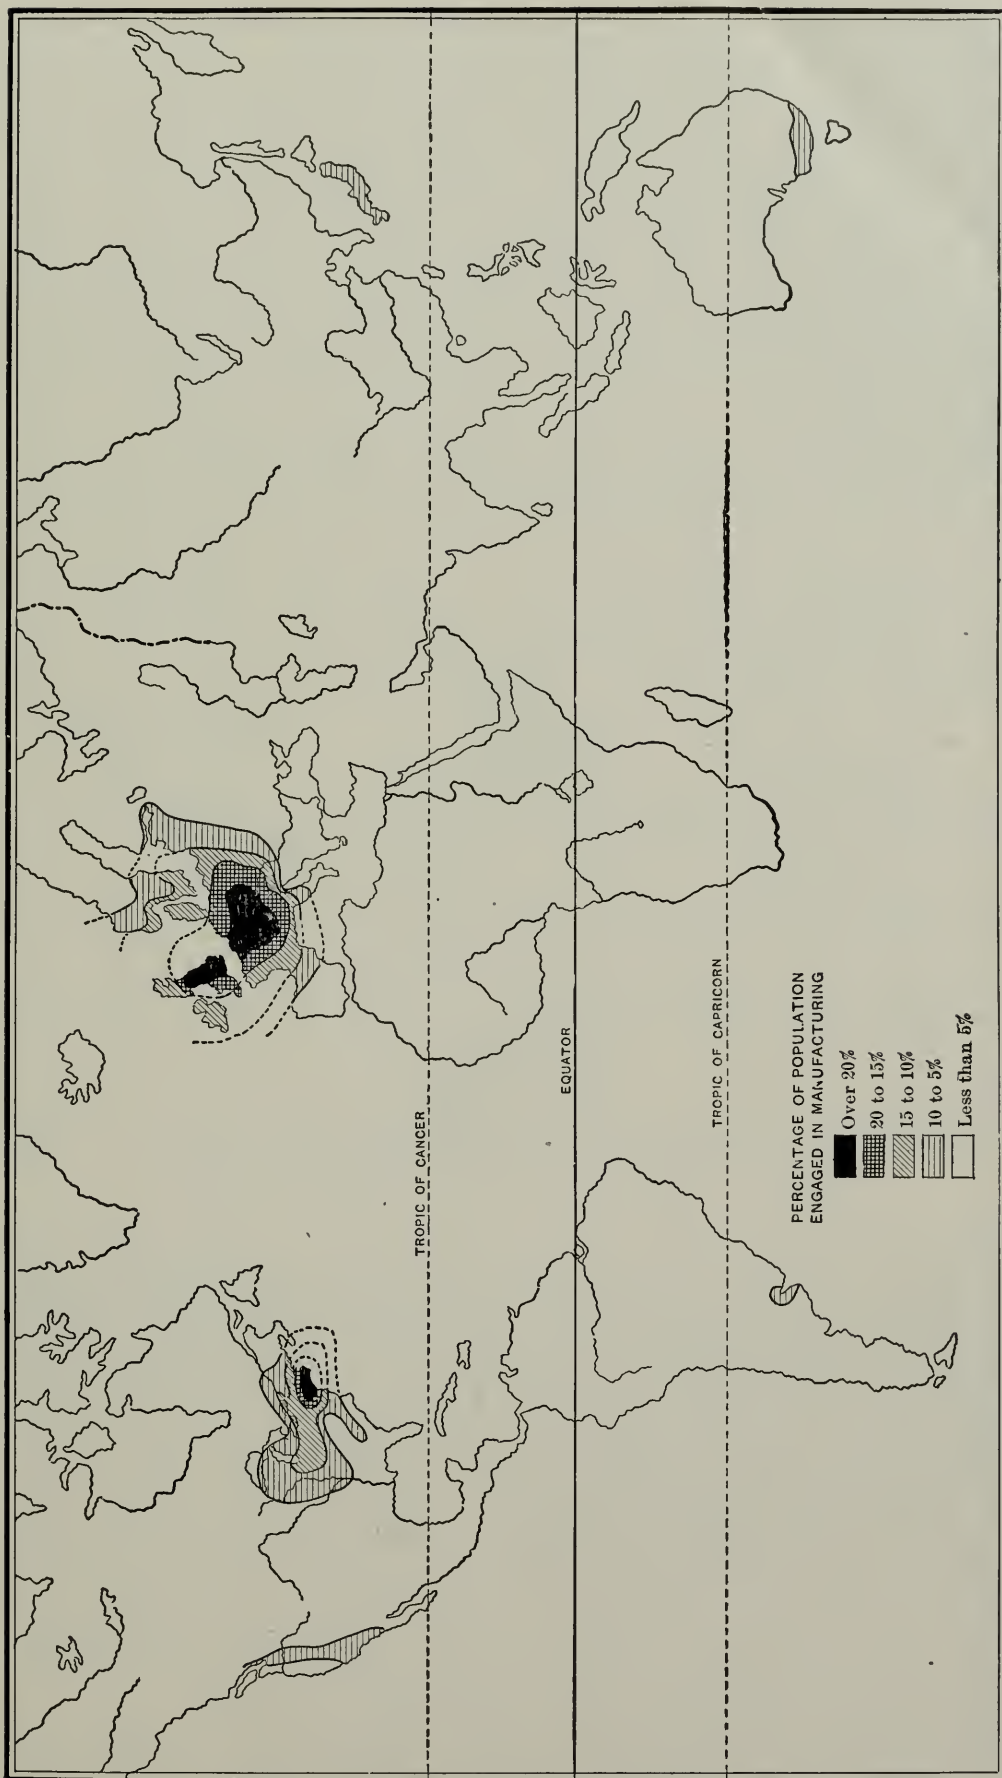 TROPIC OF CANCER
EQUATOR
TROPIC OF CAPRICORN
PERCENTAGE OF POPULATION
ENGAGED IN MANUFACTURING
Over 20%
20 to 15%
15 to 10%
10 to 5%
Less than 5%